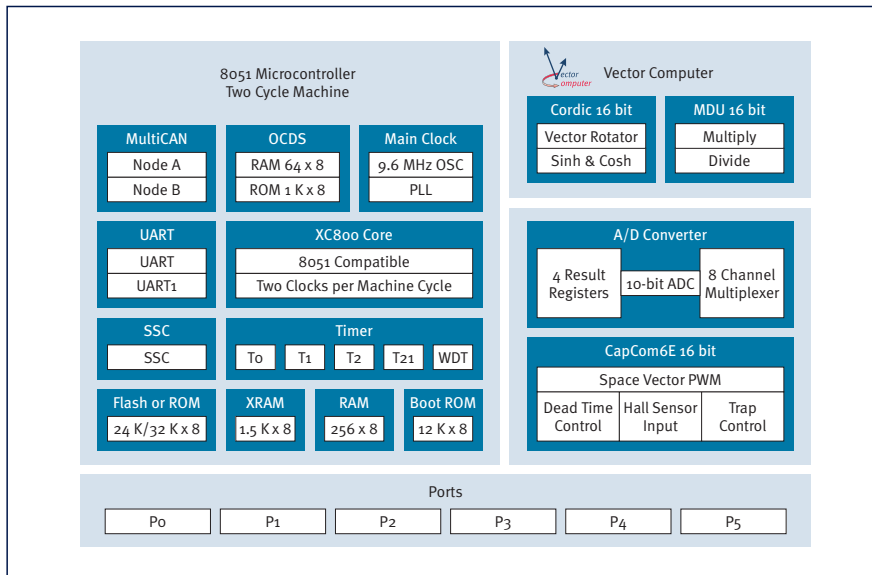 8051 Microcontroller
Two Cycle Machine
MultiCAN
Node A
Node B
OCDS
RAM 64 x 8
ROM 1 K x 8
Main Clock
9.6 MHz OSC
PLL
UART
UART
UART1
XC800 Core
8051 Compatible
Two Clocks per Machine Cycle
SSC
SSC
Timer
T0
T1
T2
T21
WDT
Flash or ROM
24 K/32 K x 8
XRAM
1.5 K x 8
RAM
256 x 8
Boot ROM
12 K x 8
Vector
Computer
Vector Computer
Cordic 16 bit
Vector Rotator
Sinh & Cosh
MDU 16 bit
Multiply
Divide
A/D Converter
4 Result
Registers
10-bit ADC
8 Channel
Multiplexer
CapCom6E 16 bit
Space Vector PWM
Dead Time
Control
Hall Sensor
Input
Trap
Control
Ports
P0
P1
P2
P3
P4
P5